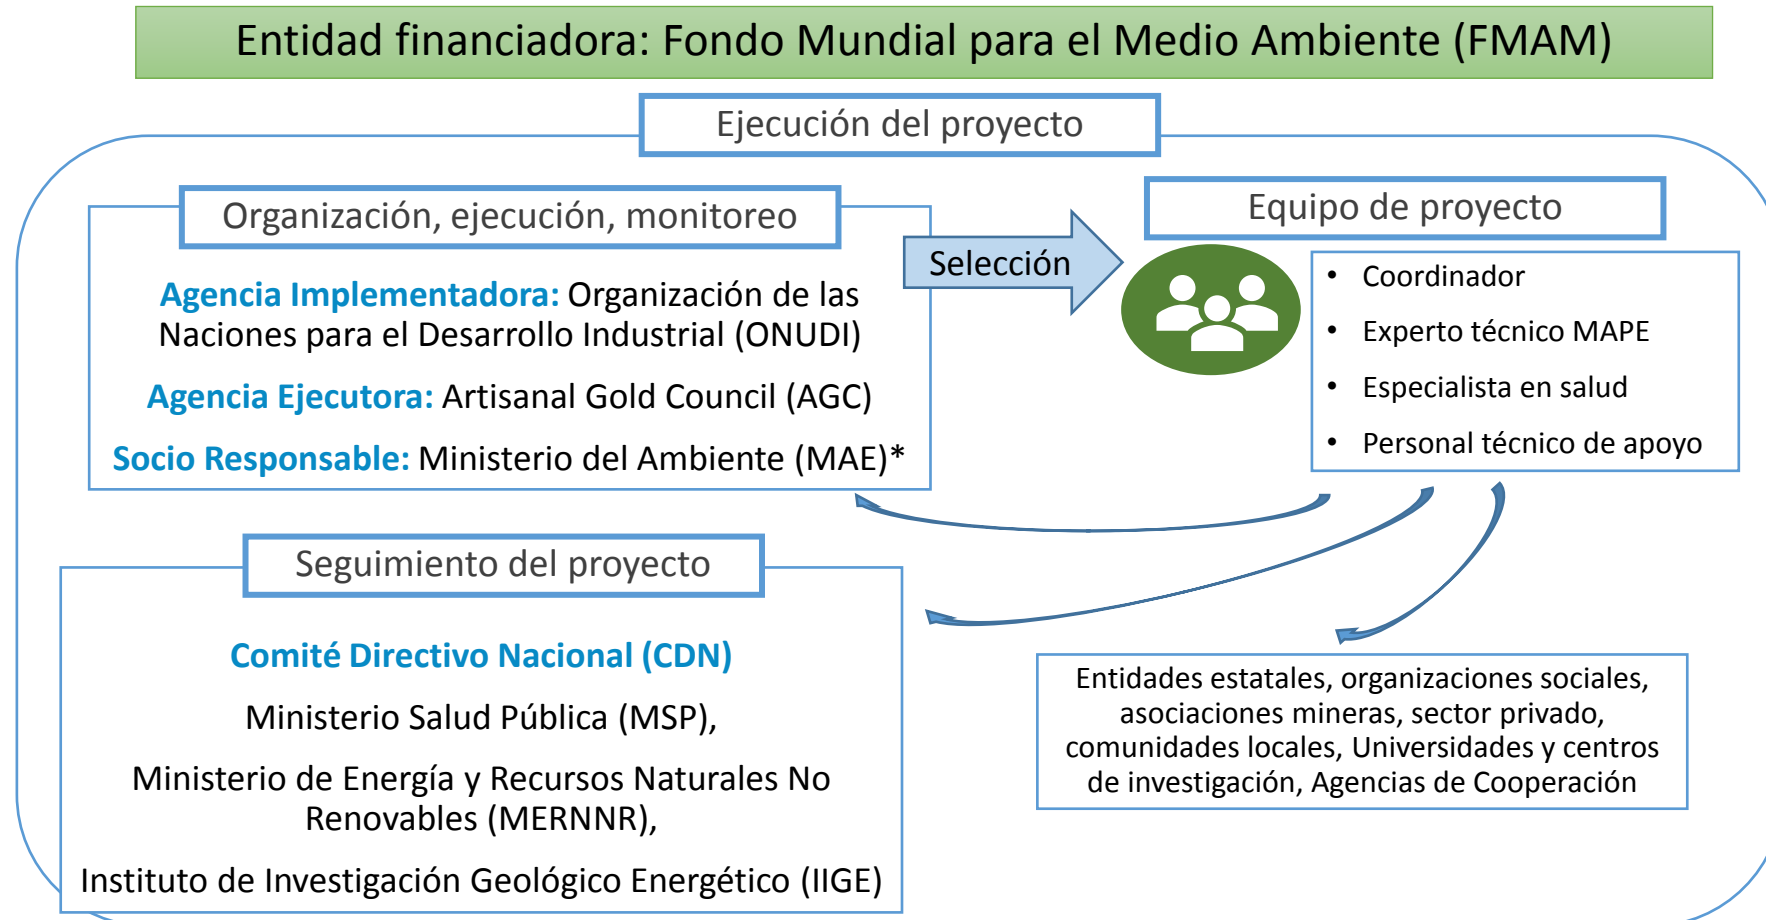 Entidad financiadora: Fondo Mundial para el Medio Ambiente (FMAM)
Ejecución del proyecto
Organización, ejecución, monitoreo
Agencia Implementadora: Organización de las
Naciones para el Desarrollo Industrial (ONUDI)
Agencia Ejecutora: Artisanal Gold Council (AGC)
Socio Responsable: Ministerio del Ambiente (MAE)*
Selección
Equipo de proyecto
• Coordinador
• Experto técnico MAPE
• Especialista en salud
• Personal técnico de apoyo
Seguimiento del proyecto
Comité Directivo Nacional (CDN)
Ministerio Salud Pública (MSP),
Ministerio de Energía y Recursos Naturales No
Renovables (MERNNR),
Instituto de Investigación Geológico Energético (IIGE)
Entidades estatales, organizaciones sociales,
asociaciones mineras, sector privado,
comunidades locales, Universidades y centros
de investigación, Agencias de Cooperación